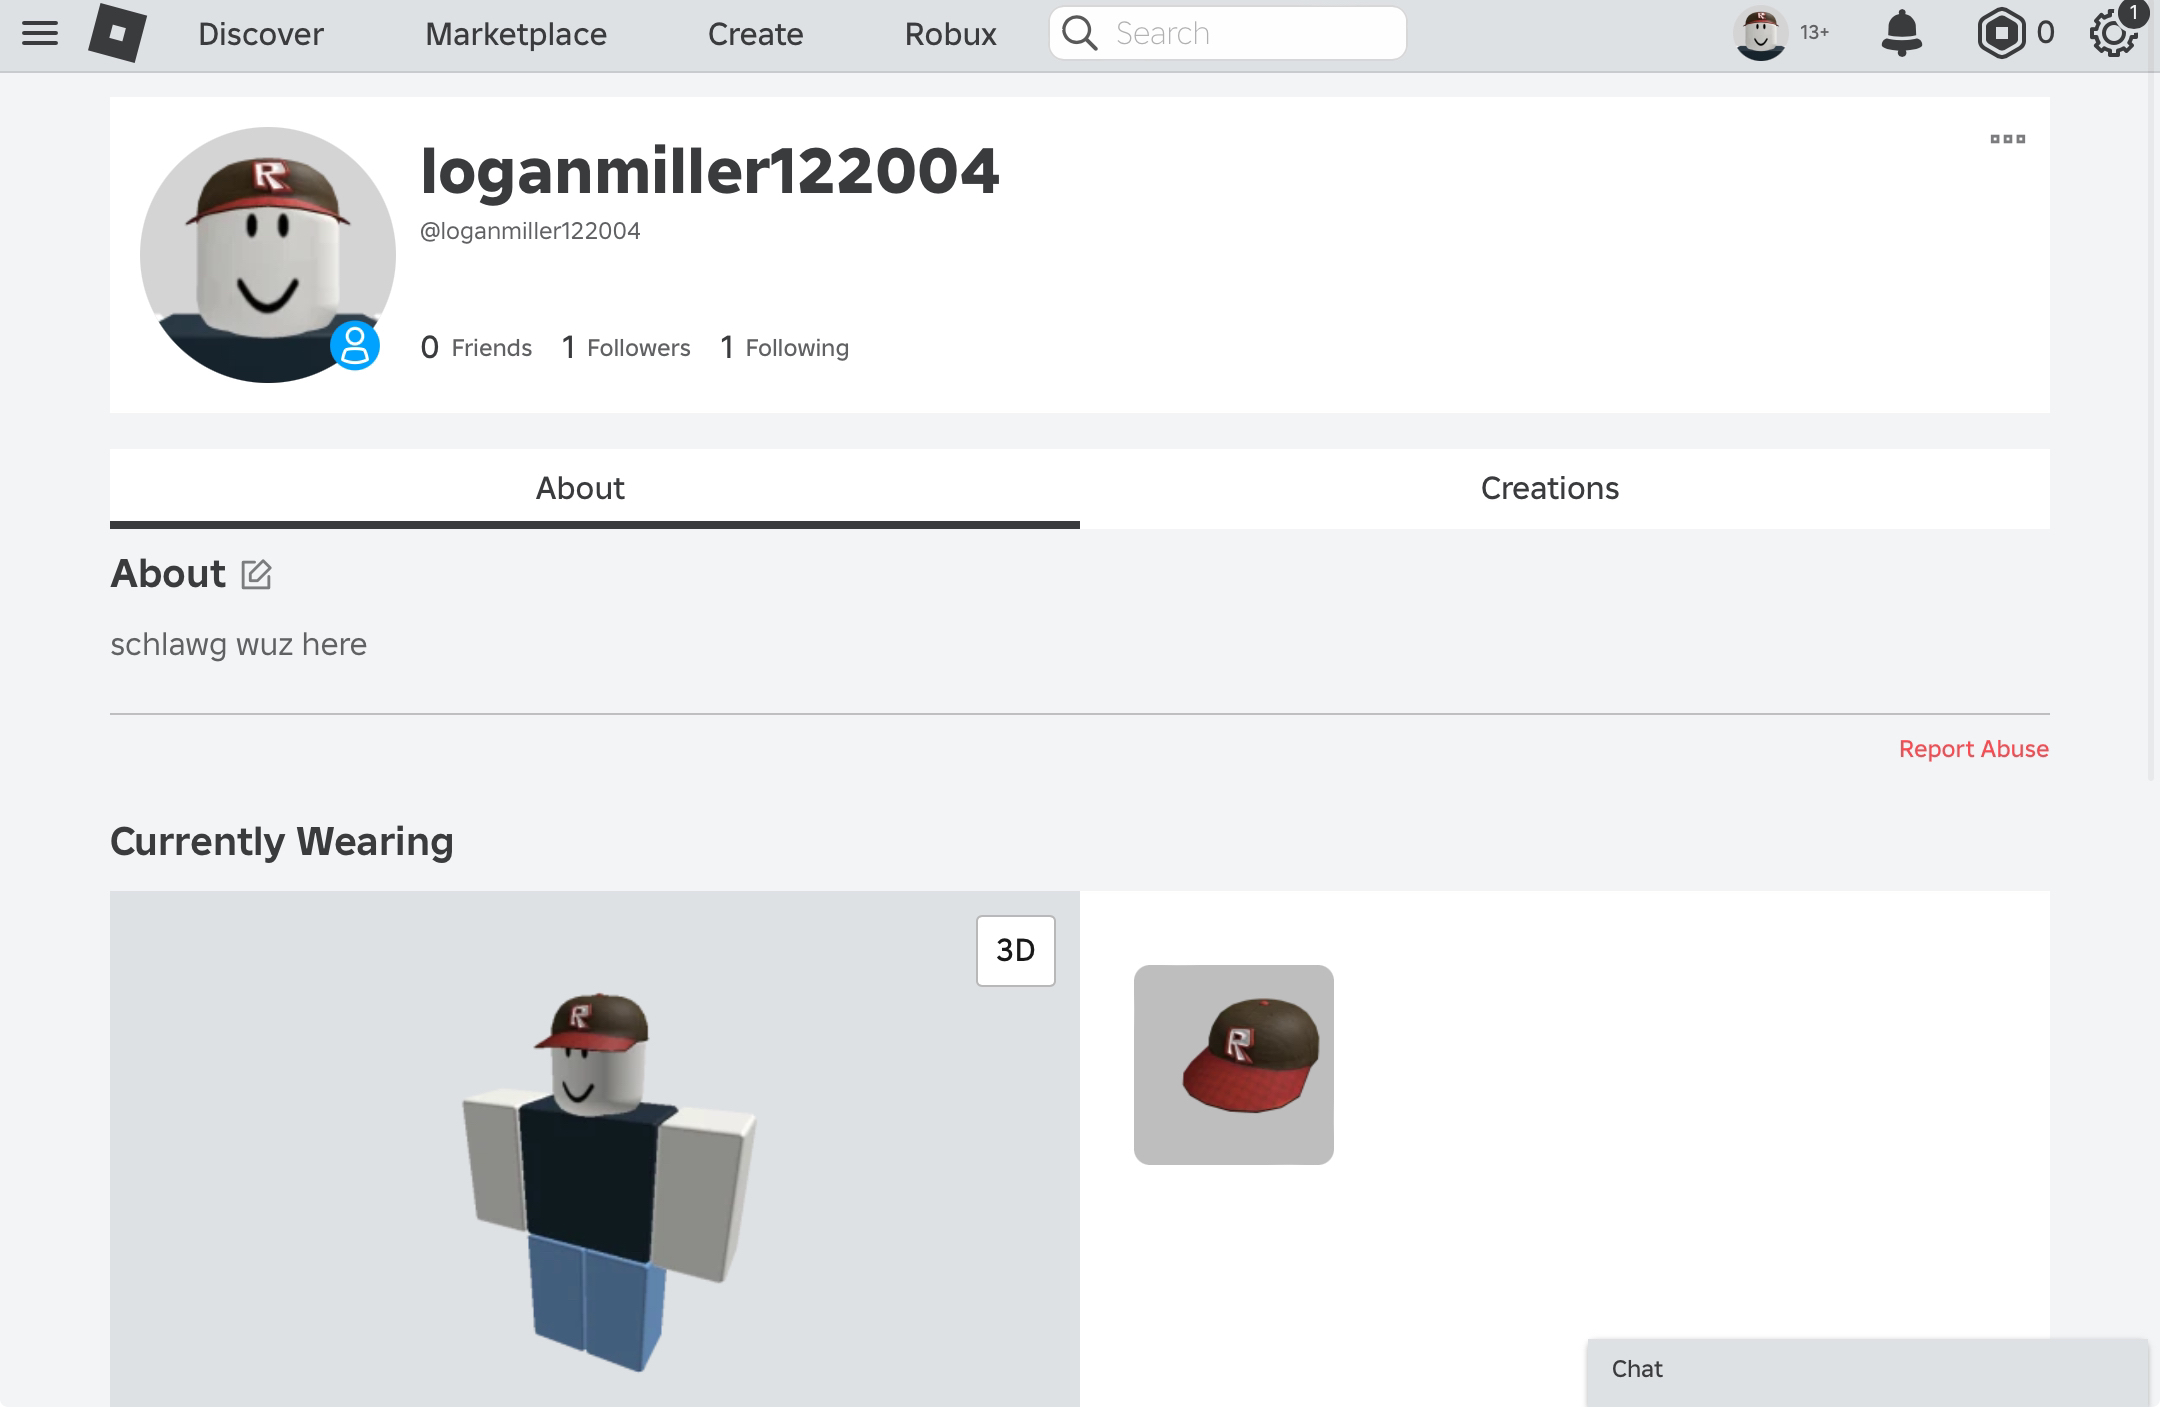 Discover Marketplace Create Robux Search 13+ 0 1
loganmiller122004
@loganmiller122004
0 Friends 1 Followers 1 Following
About Creations
About
schlawg wuz here
Report Abuse
Currently Wearing
3D
R
R
R
Chat